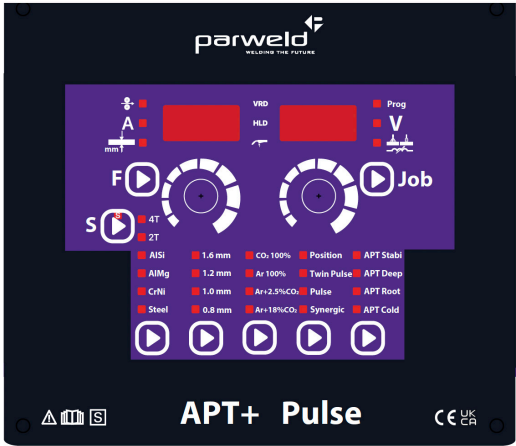 parweld
WELDING THE FUTURE
VRD
Prog
A
HLD
V
mm
F
Job
S
S
4T
2T
AlSi
1.6 mm
CO₂ 100%
Position
APT Stabi
AlMg
1.2 mm
Ar 100%
Twin Pulse
APT Deep
CrNi
1.0 mm
Ar+2.5%CO₂
Pulse
APT Root
Steel
0.8 mm
Ar+18%CO₂
Synergic
APT Cold
APT+ Pulse
S
CE
UK
CA